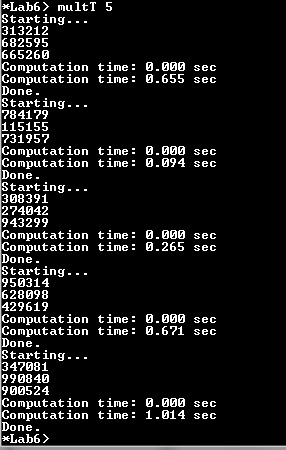 *Lab6> multT 5
Starting...
313212
682595
665260
Computation time: 0.000 sec
Computation time: 0.655 sec
Done.
Starting...
784179
115155
731957
Computation time: 0.000 sec
Computation time: 0.094 sec
Done.
Starting...
308391
274042
943299
Computation time: 0.000 sec
Computation time: 0.265 sec
Done.
Starting...
950314
628098
429619
Computation time: 0.000 sec
Computation time: 0.671 sec
Done.
Starting...
347081
990840
900524
Computation time: 0.000 sec
Computation time: 1.014 sec
Done.
*Lab6>